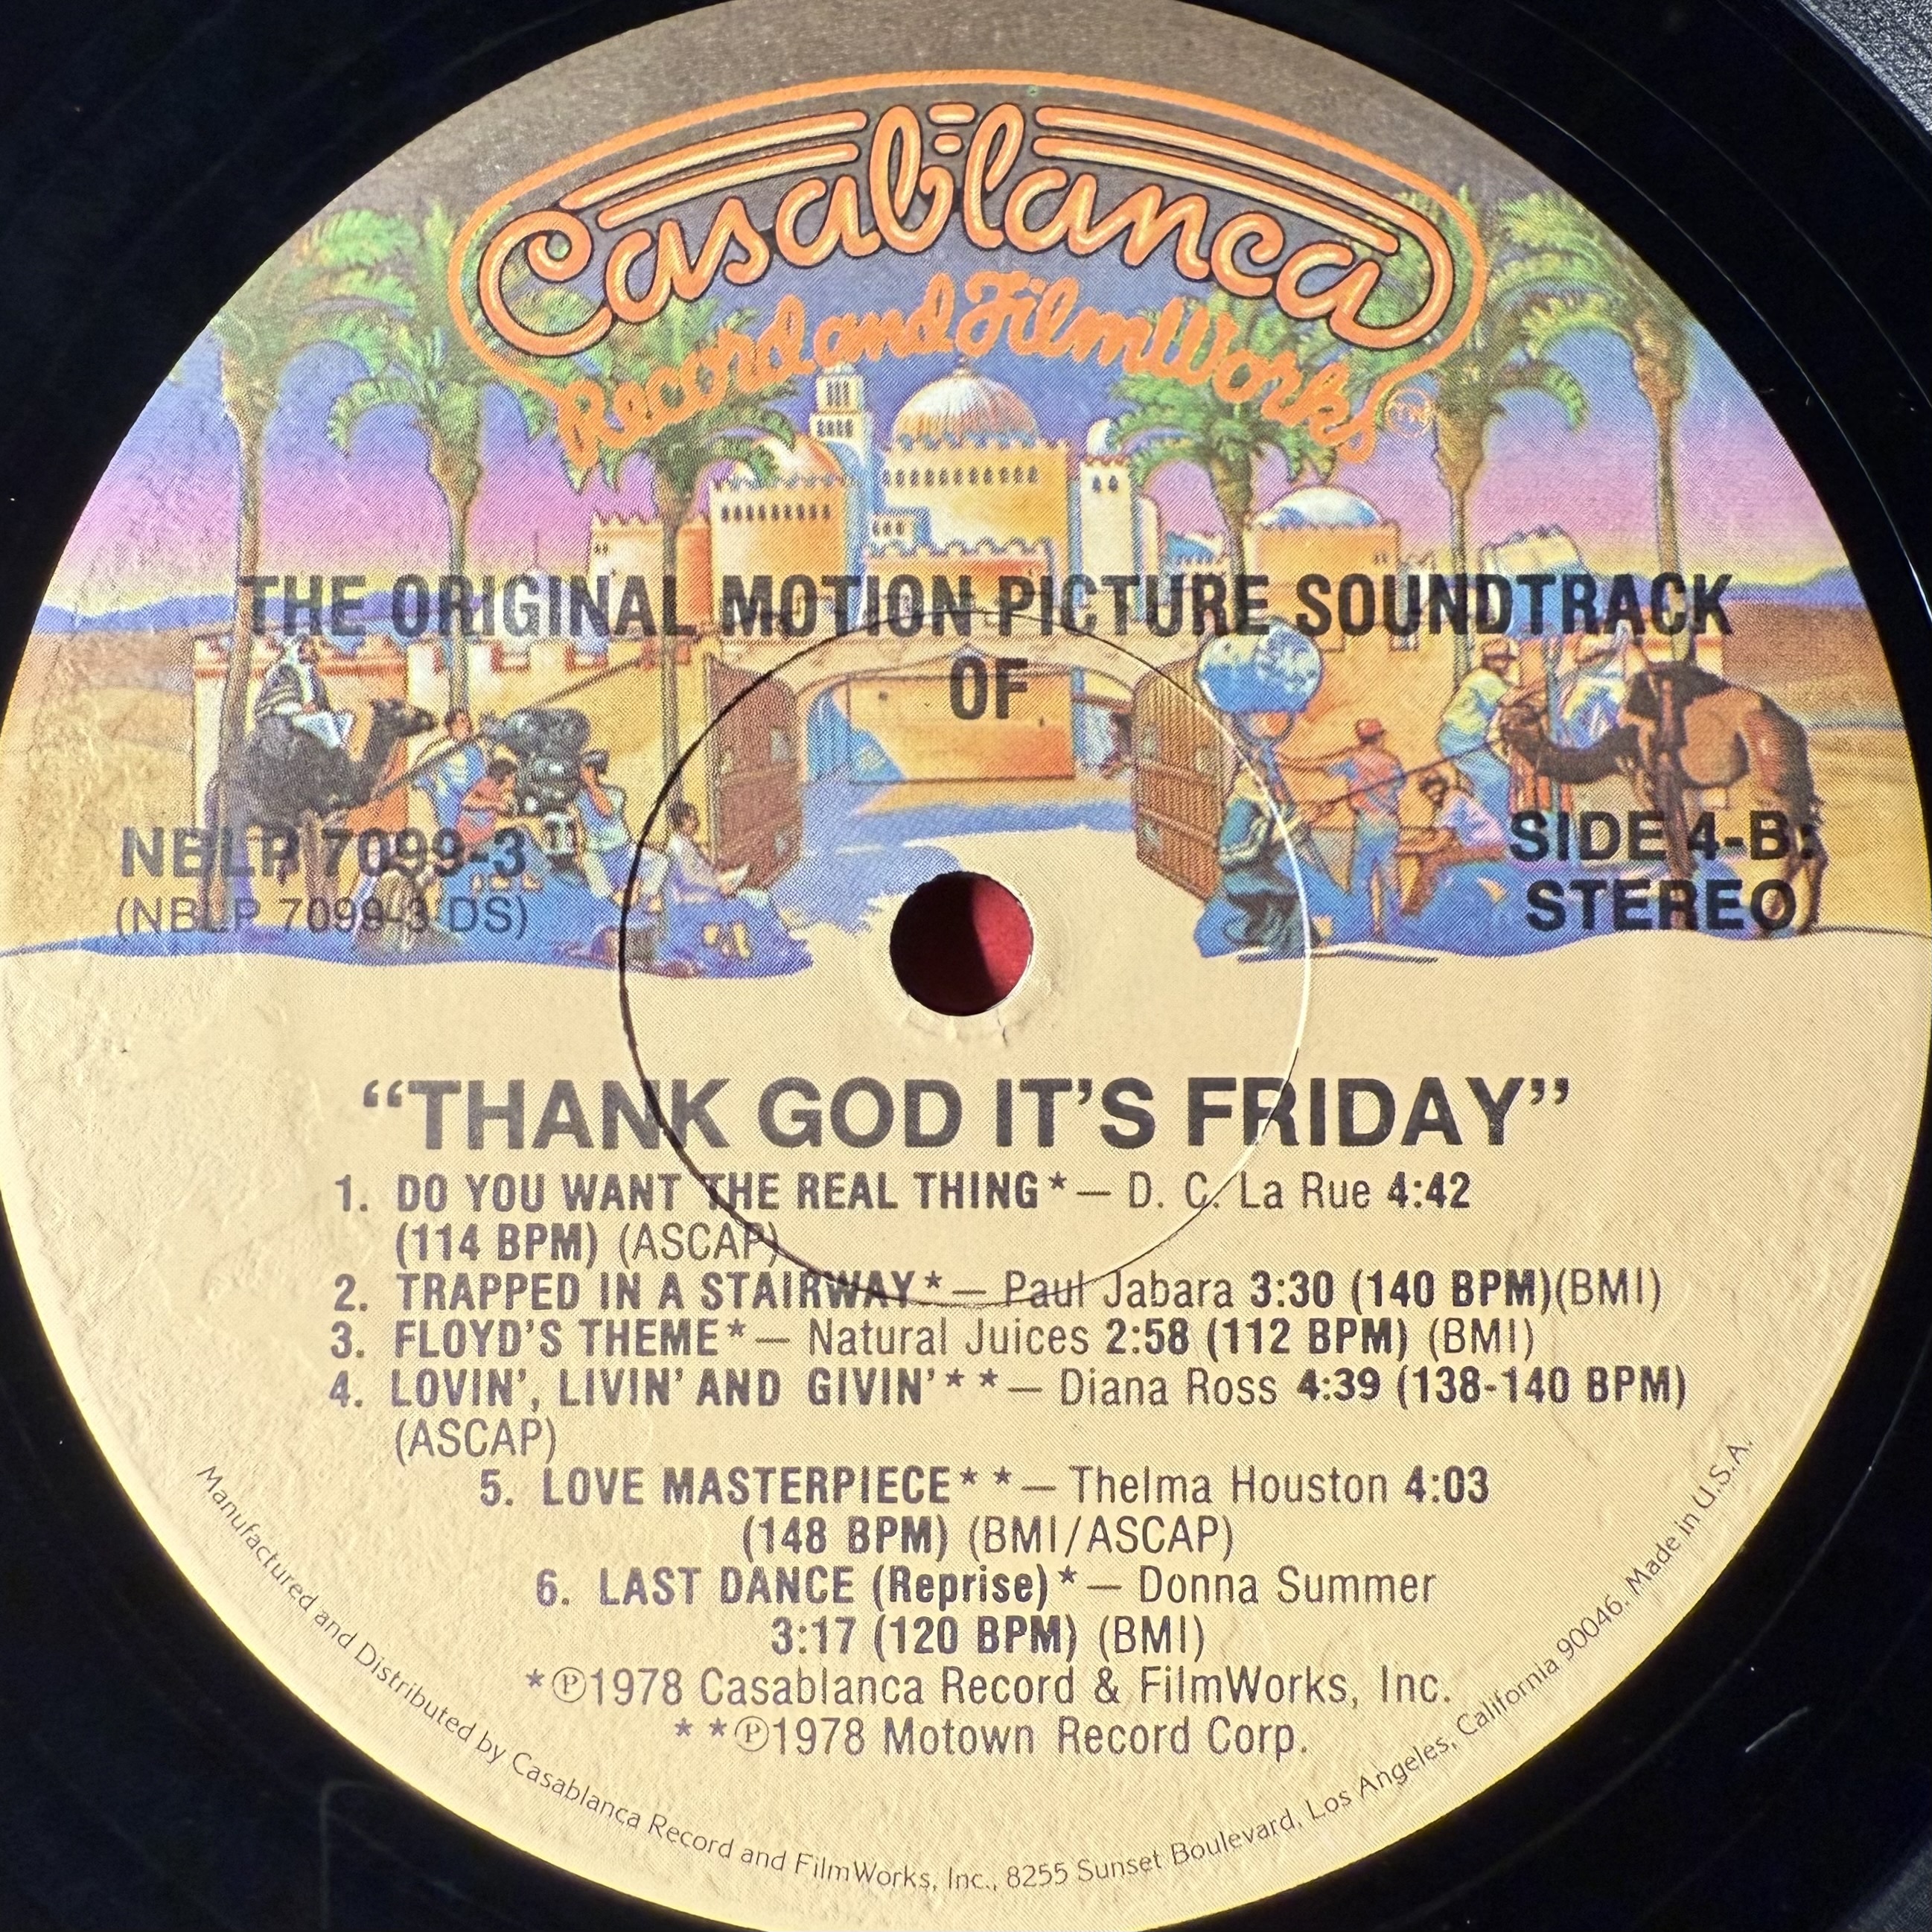 Casablanca
Record and FilmWorks
THE ORIGINAL MOTION PICTURE SOUNDTRACK
OF
NBLP 7099-3
(NBLP 7099-3 DS)
SIDE 4-B:
STEREO
“THANK GOD IT’S FRIDAY”
1. DO YOU WANT THE REAL THING*— D. C. La Rue 4:42
(114 BPM) (ASCAP)
2. TRAPPED IN A STAIRWAY*— Paul Jabara 3:30 (140 BPM)(BMI)
3. FLOYD’S THEME*— Natural Juices 2:58 (112 BPM) (BMI)
4. LOVIN’, LIVIN’ AND GIVIN’**— Diana Ross 4:39 (138-140 BPM)
(ASCAP)
5. LOVE MASTERPIECE**— Thelma Houston 4:03
(148 BPM) (BMI/ASCAP)
6. LAST DANCE (Reprise)*— Donna Summer
3:17 (120 BPM) (BMI)
*℗1978 Casablanca Record & FilmWorks, Inc.
**℗1978 Motown Record Corp.
Manufactured and Distributed by Casablanca Record and FilmWorks, Inc., 8255 Sunset Boulevard, Los Angeles, California 90046. Made in U.S.A.